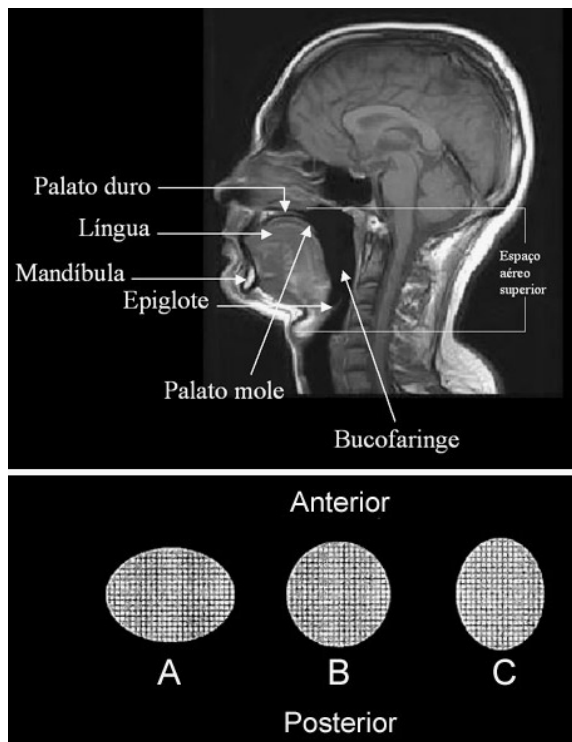 Palato duro
Língua
Mandíbula
Epiglote
Espaço
aéreo
superior
Palato mole
Bucofaringe
Anterior
A B C
Posterior